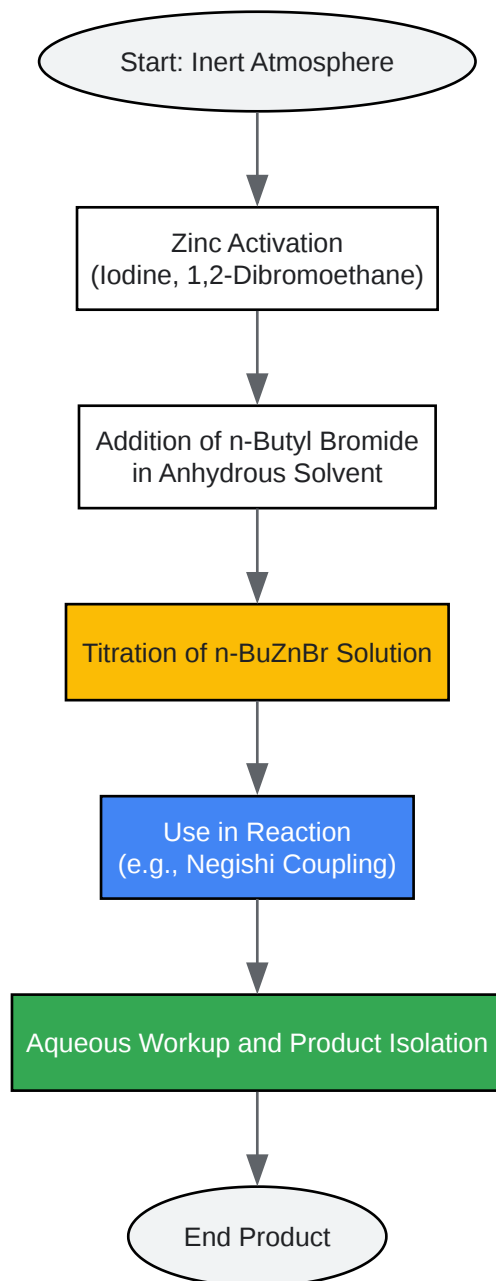 Start: Inert Atmosphere
Zinc Activation
(Iodine, 1,2-Dibromoethane)
Addition of n-Butyl Bromide
in Anhydrous Solvent
Titration of n-BuZnBr Solution
Use in Reaction
(e.g., Negishi Coupling)
Aqueous Workup and Product Isolation
End Product